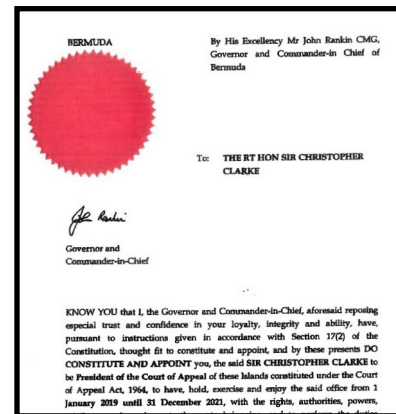 BERMUDA
By His Excellency Mr John Rankin CMG,
Governor and Commander-in Chief of
Bermuda
To: THE RT HON SIR CHRISTOPHER
CLARKE
John Rankin
Governor and
Commander-in-Chief
KNOW YOU that I, the Governor and Commander-in-Chief, aforesaid reposing
especial trust and confidence in your loyalty, integrity and ability, have,
pursuant to instructions given in accordance with Section 17(2) of the
Constitution, thought fit to constitute and appoint, and by these presents DO
CONSTITUTE AND APPOINT you, the said SIR CHRISTOPHER CLARKE to
be President of the Court of Appeal of these Islands constituted under the Court
of Appeal Act, 1964, to have, hold, exercise and enjoy the said office from 1
January 2019 until 31 December 2021, with the rights, authorities, powers,